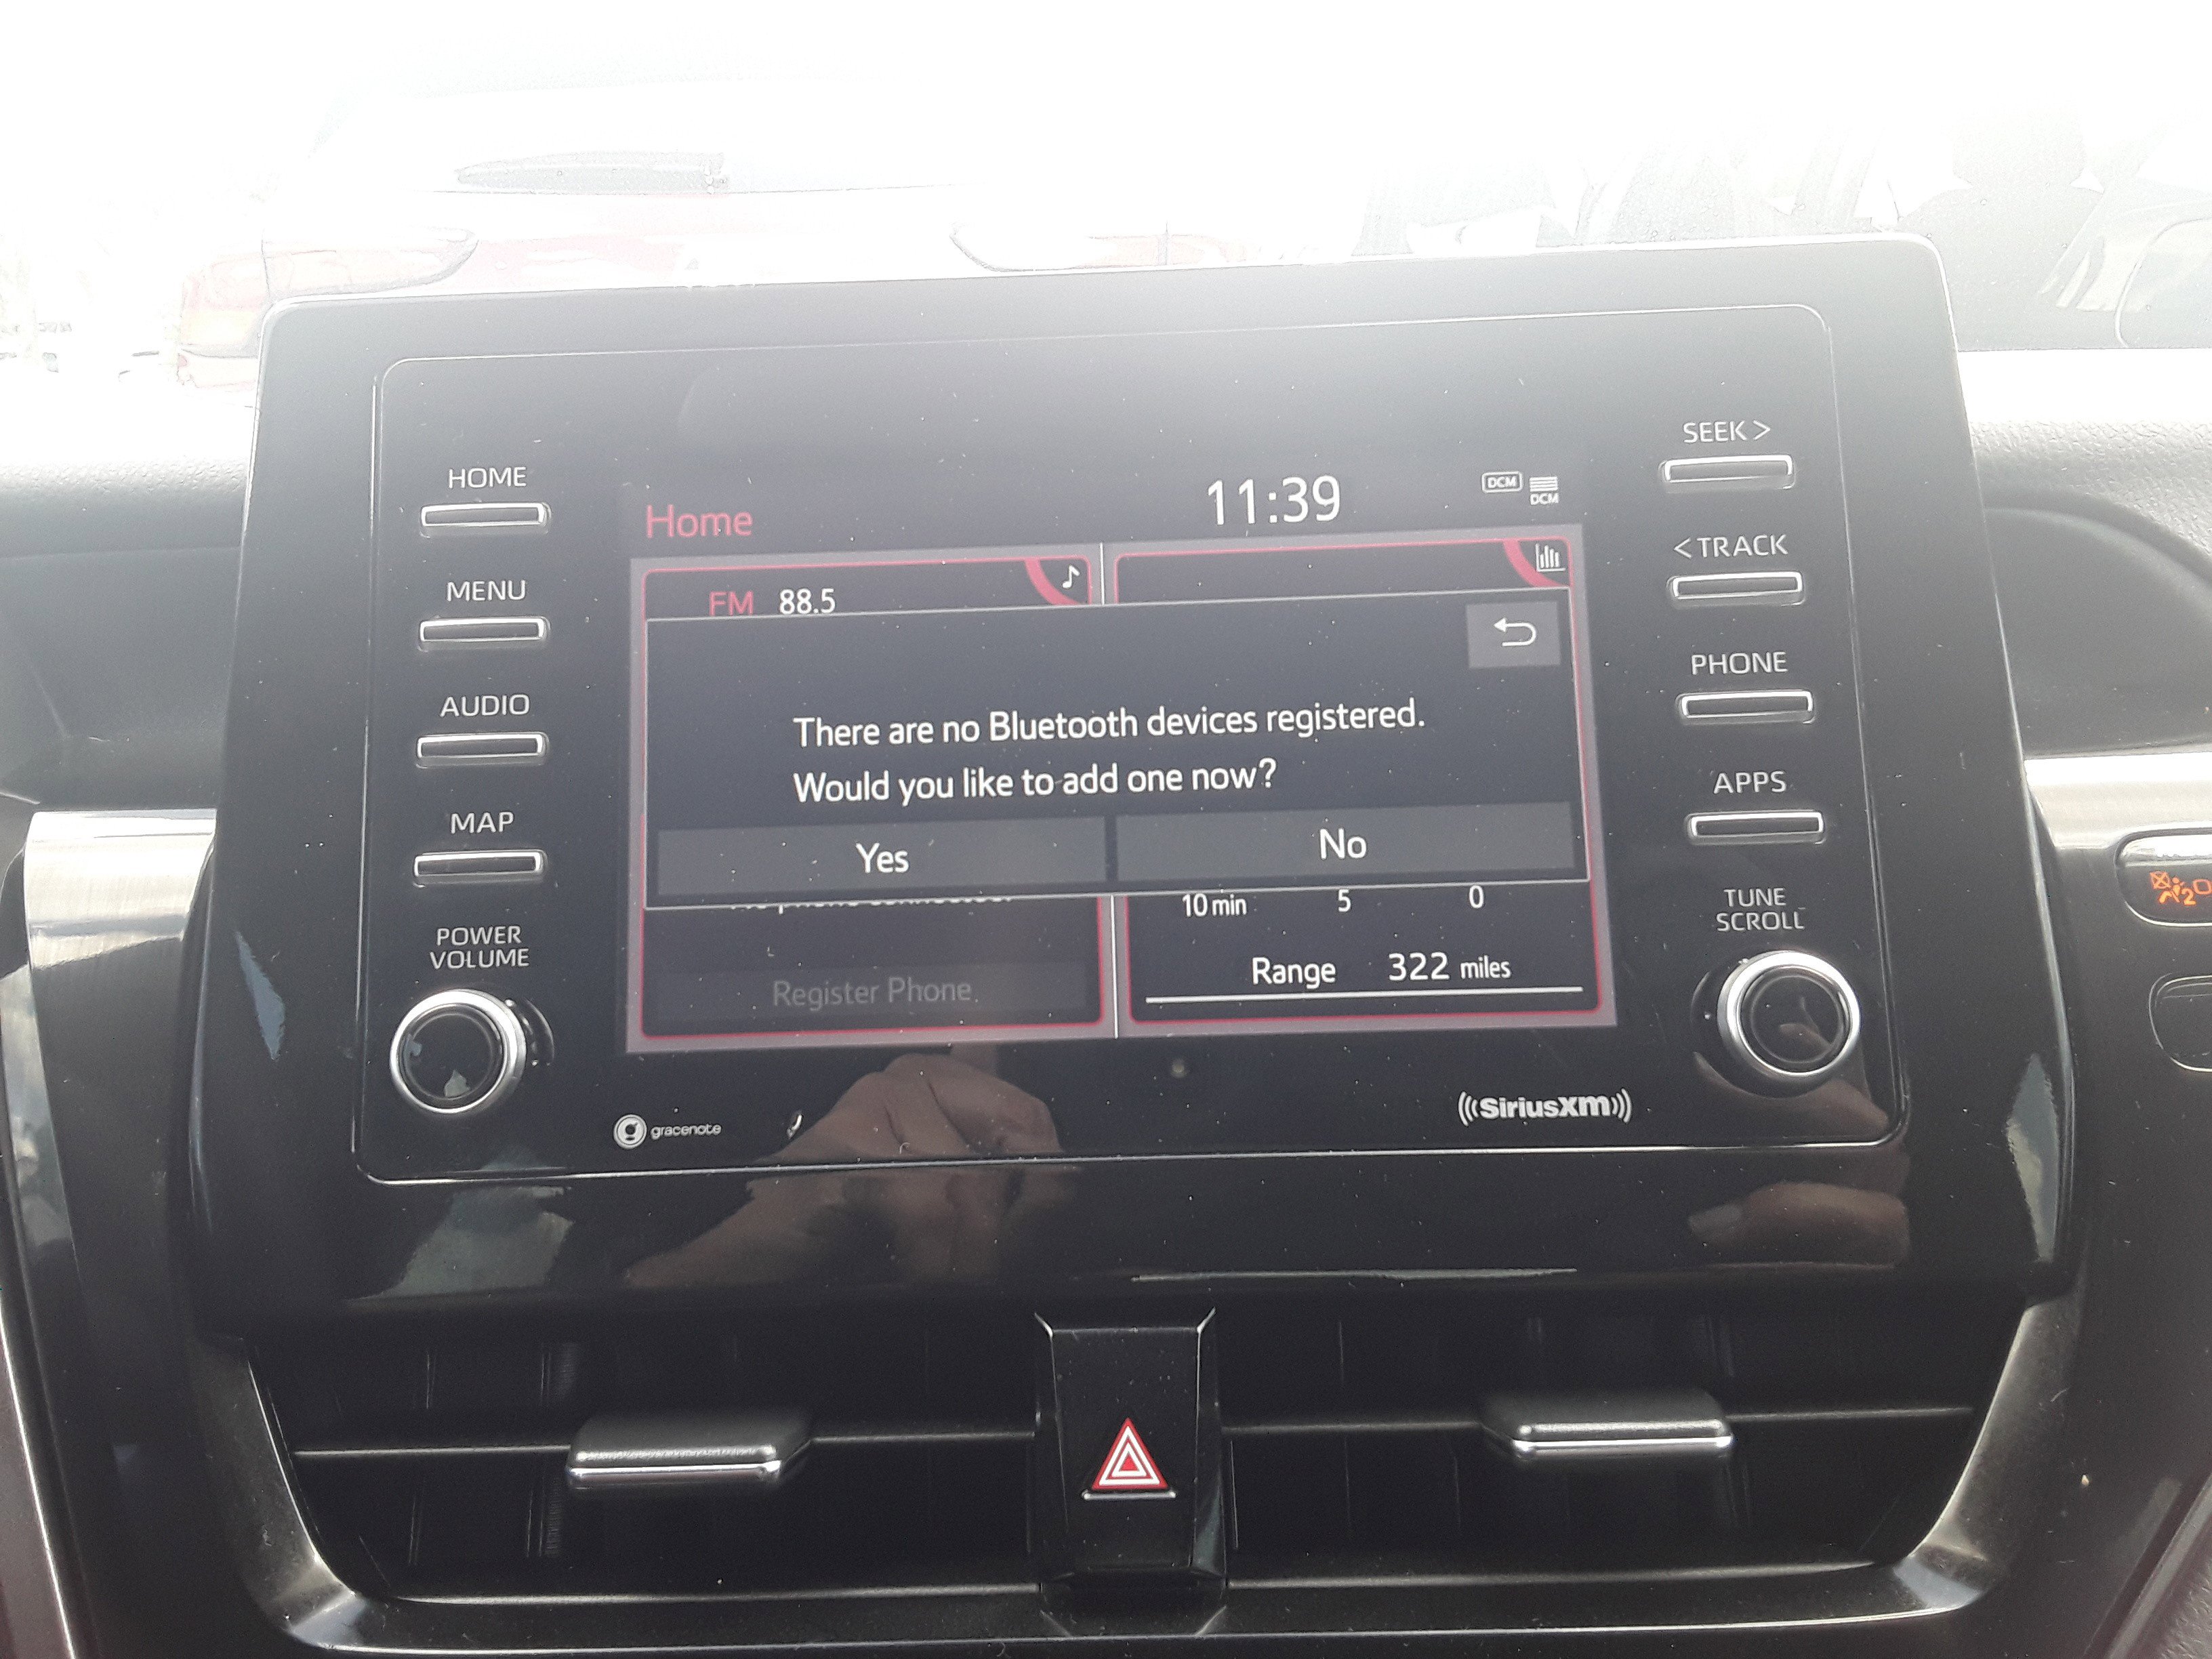 HOME
MENU
AUDIO
MAP
POWER
VOLUME
Home
11:39
DCM
DCM
FM 88.5
There are no Bluetooth devices registered.
Would you like to add one now?
Yes
No
10 min 5 0
Range 322 miles
Register Phone
SEEK >
< TRACK
PHONE
APPS
TUNE
SCROLL
gracenote
((SiriusXM))
2